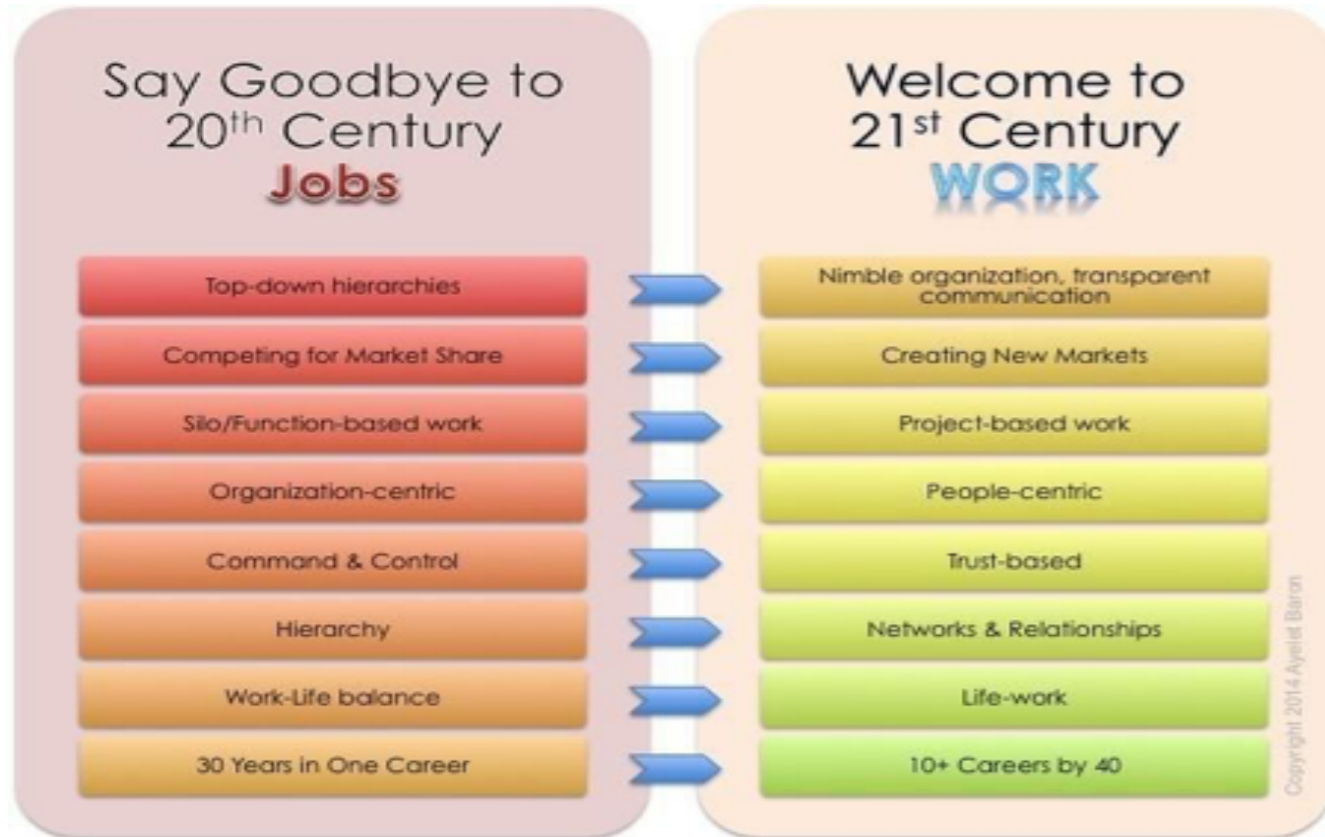 Say Goodbye to
20th Century
Jobs
Top-down hierarchies
Competing for Market Share
Silo/Function-based work
Organization-centric
Command & Control
Hierarchy
Work-Life balance
30 Years in One Career
Welcome to
21st Century
WORK
Nimble organization, transparent
communication
Creating New Markets
Project-based work
People-centric
Trust-based
Networks & Relationships
Life-work
10+ Careers by 40
Copyright 2014 Ayelet Baron